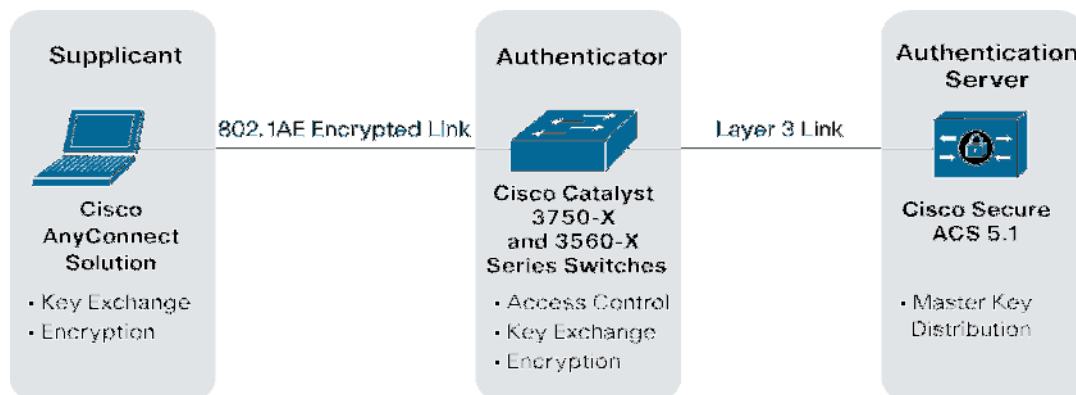 Supplicant
Authenticator
Authentication
Server
802.1AE Encrypted Link
Layer 3 Link
Cisco
AnyConnect
Solution
Cisco Catalyst
3750-X
and 3560-X
Series Switches
Cisco Secure
ACS 5.1
• Key Exchange
• Encryption
• Access Control
• Key Exchange
• Encryption
• Master Key
Distribution